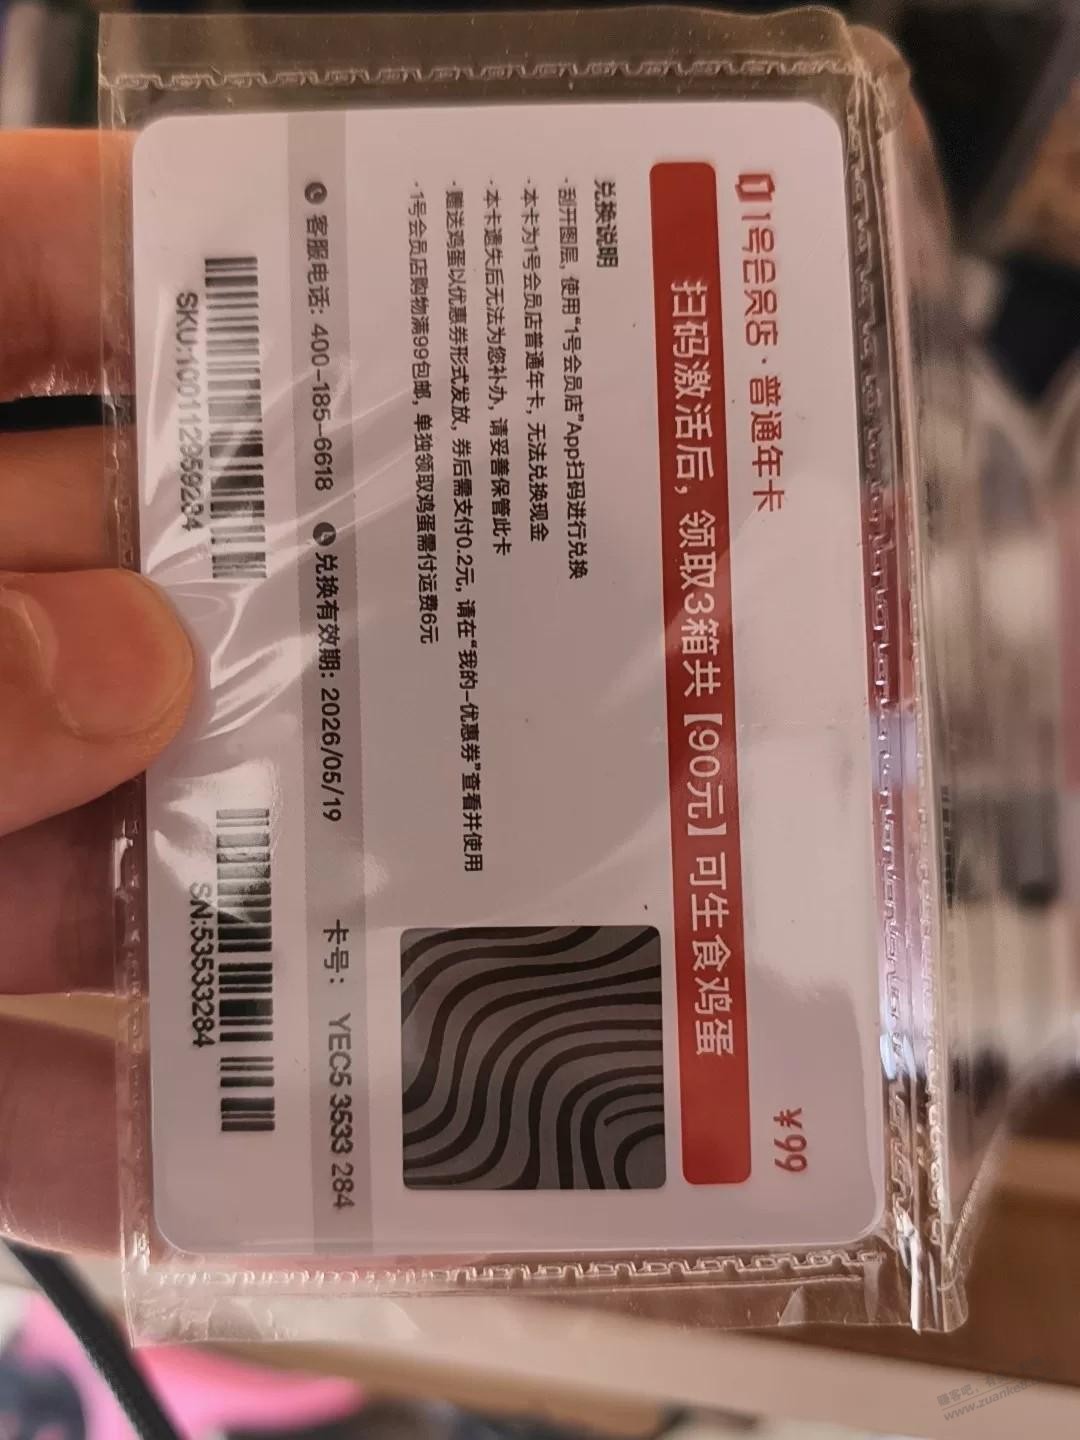 1号会员店·普通年卡
¥99
扫码激活后，领取3箱共【90元】可生食鸡蛋
兑换说明
·刮开图层，使用“1号会员店”App扫码进行兑换
·本卡为1号会员店普通年卡，无法兑换现金
·本卡遗失后无法为您补办，请妥善保管此卡
·赠送鸡蛋以优惠券形式发放，券后需支付0.2元，请在“我的-优惠券”查看并使用
·1号会员店购物满99包邮，单独领取鸡蛋需付运费6元
客服电话: 400-185-6618 兑换有效期: 2026/05/19 卡号: YEC5 3533 284
SKU:100112959284
SN:53533284
www.zuanke